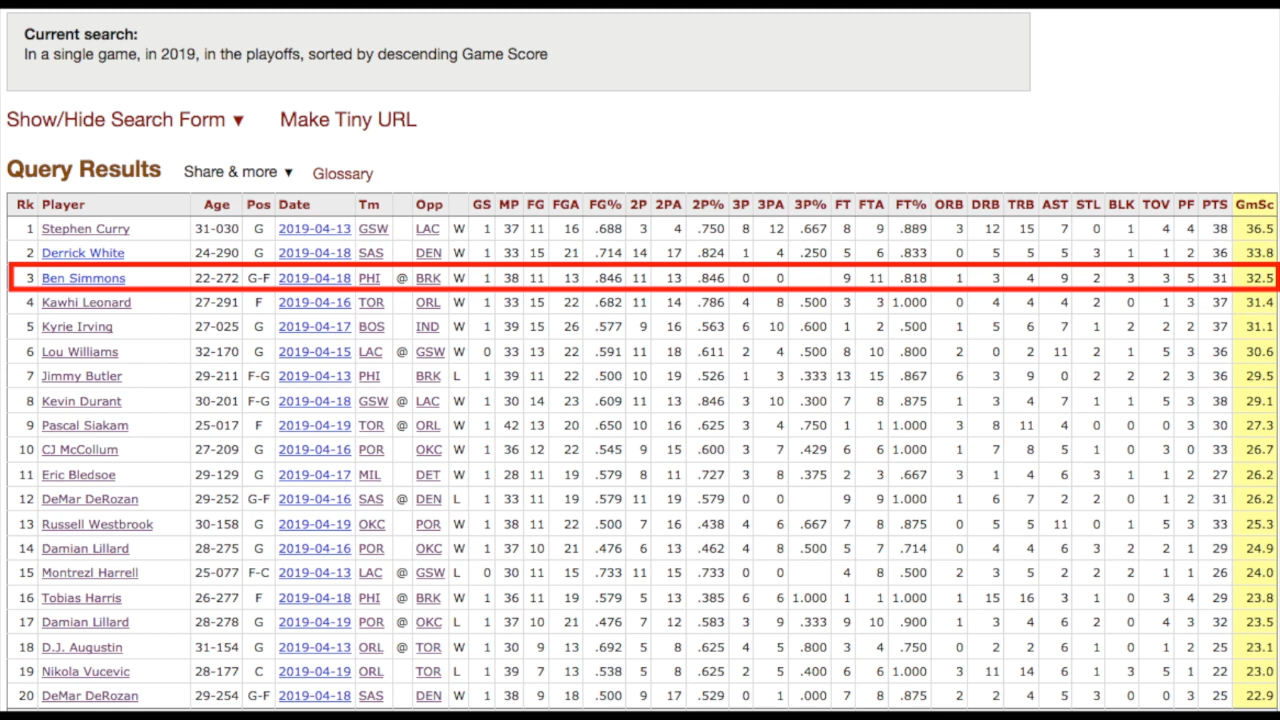 Current search:
In a single game, in 2019, in the playoffs, sorted by descending Game Score
Show/Hide Search Form ▼ Make Tiny URL
Query Results Share & more ▼ Glossary
Rk Player Age Pos Date Tm Opp GS MP FG FGA FG% 2P 2PA 2P% 3P 3PA 3P% FT FTA FT% ORB DRB TRB AST STL BLK TOV PF PTS GmSc
1 Stephen Curry 31-030 G 2019-04-13 GSW LAC W 1 37 11 16 .688 3 4 .750 8 12 .667 8 9 .889 3 12 15 7 0 1 4 4 38 36.5
2 Derrick White 24-290 G 2019-04-18 SAS DEN W 1 33 15 21 .714 14 17 .824 1 4 .250 5 6 .833 0 5 5 5 3 1 1 2 36 33.8
3 Ben Simmons 22-272 G-F 2019-04-18 PHI @ BRK W 1 38 11 13 .846 11 13 .846 0 0 9 11 .818 1 3 4 9 2 3 3 5 31 32.5
4 Kawhi Leonard 27-291 F 2019-04-16 TOR ORL W 1 33 15 22 .682 11 14 .786 4 8 .500 3 3 1.000 0 4 4 4 2 0 1 3 37 31.4
5 Kyrie Irving 27-025 G 2019-04-17 BOS IND W 1 39 15 26 .577 9 16 .563 6 10 .600 1 2 .500 1 5 6 7 1 2 2 2 37 31.1
6 Lou Williams 32-170 G 2019-04-15 LAC @ GSW W 0 33 13 22 .591 11 18 .611 2 4 .500 8 10 .800 2 0 2 11 2 1 5 3 36 30.6
7 Jimmy Butler 29-211 F-G 2019-04-13 PHI BRK L 1 39 11 22 .500 10 19 .526 1 3 .333 13 15 .867 6 3 9 0 2 2 2 3 36 29.5
8 Kevin Durant 30-201 F-G 2019-04-18 GSW @ LAC W 1 30 14 23 .609 11 13 .846 3 10 .300 7 8 .875 1 3 4 7 1 1 5 3 38 29.1
9 Pascal Siakam 25-017 F 2019-04-19 TOR @ ORL W 1 42 13 20 .650 10 16 .625 3 4 .750 1 1 1.000 3 8 11 4 0 0 0 3 30 27.3
10 CJ McCollum 27-209 G 2019-04-16 POR OKC W 1 36 12 22 .545 9 15 .600 3 7 .429 6 6 1.000 1 7 8 5 1 0 3 0 33 26.7
11 Eric Bledsoe 29-129 G 2019-04-17 MIL DET W 1 28 11 19 .579 8 11 .727 3 8 .375 2 3 .667 3 1 4 6 3 1 1 2 27 26.2
12 DeMar DeRozan 29-252 G-F 2019-04-16 SAS @ DEN L 1 33 11 19 .579 11 19 .579 0 0 9 9 1.000 1 6 7 2 2 0 1 2 31 26.2
13 Russell Westbrook 30-158 G 2019-04-19 OKC POR W 1 38 11 22 .500 7 16 .438 4 6 .667 7 8 .875 0 5 5 11 0 1 5 3 33 25.3
14 Damian Lillard 28-275 G 2019-04-16 POR OKC W 1 37 10 21 .476 6 13 .462 4 8 .500 5 7 .714 0 4 4 6 3 2 2 1 29 24.9
15 Montrezl Harrell 25-077 F-C 2019-04-13 LAC @ GSW L 0 30 11 15 .733 11 15 .733 0 0 4 8 .500 2 3 5 2 2 2 1 1 26 24.0
16 Tobias Harris 26-277 F 2019-04-18 PHI @ BRK W 1 36 11 19 .579 5 13 .385 6 6 1.000 1 1 1.000 1 15 16 3 1 0 3 4 29 23.8
17 Damian Lillard 28-278 G 2019-04-19 POR @ OKC L 1 37 10 21 .476 7 12 .583 3 9 .333 9 10 .900 1 3 4 6 2 0 4 3 32 23.5
18 D.J. Augustin 31-154 G 2019-04-13 ORL @ TOR W 1 30 9 13 .692 5 8 .625 4 5 .800 3 4 .750 0 2 2 6 1 0 1 2 25 23.1
19 Nikola Vucevic 28-177 C 2019-04-19 ORL TOR L 1 39 7 13 .538 5 8 .625 2 5 .400 6 6 1.000 3 11 14 6 1 3 5 1 22 23.0
20 DeMar DeRozan 29-254 G-F 2019-04-18 SAS DEN W 1 38 9 18 .500 9 17 .529 0 1 .000 7 8 .875 2 2 4 5 3 0 0 3 25 22.9